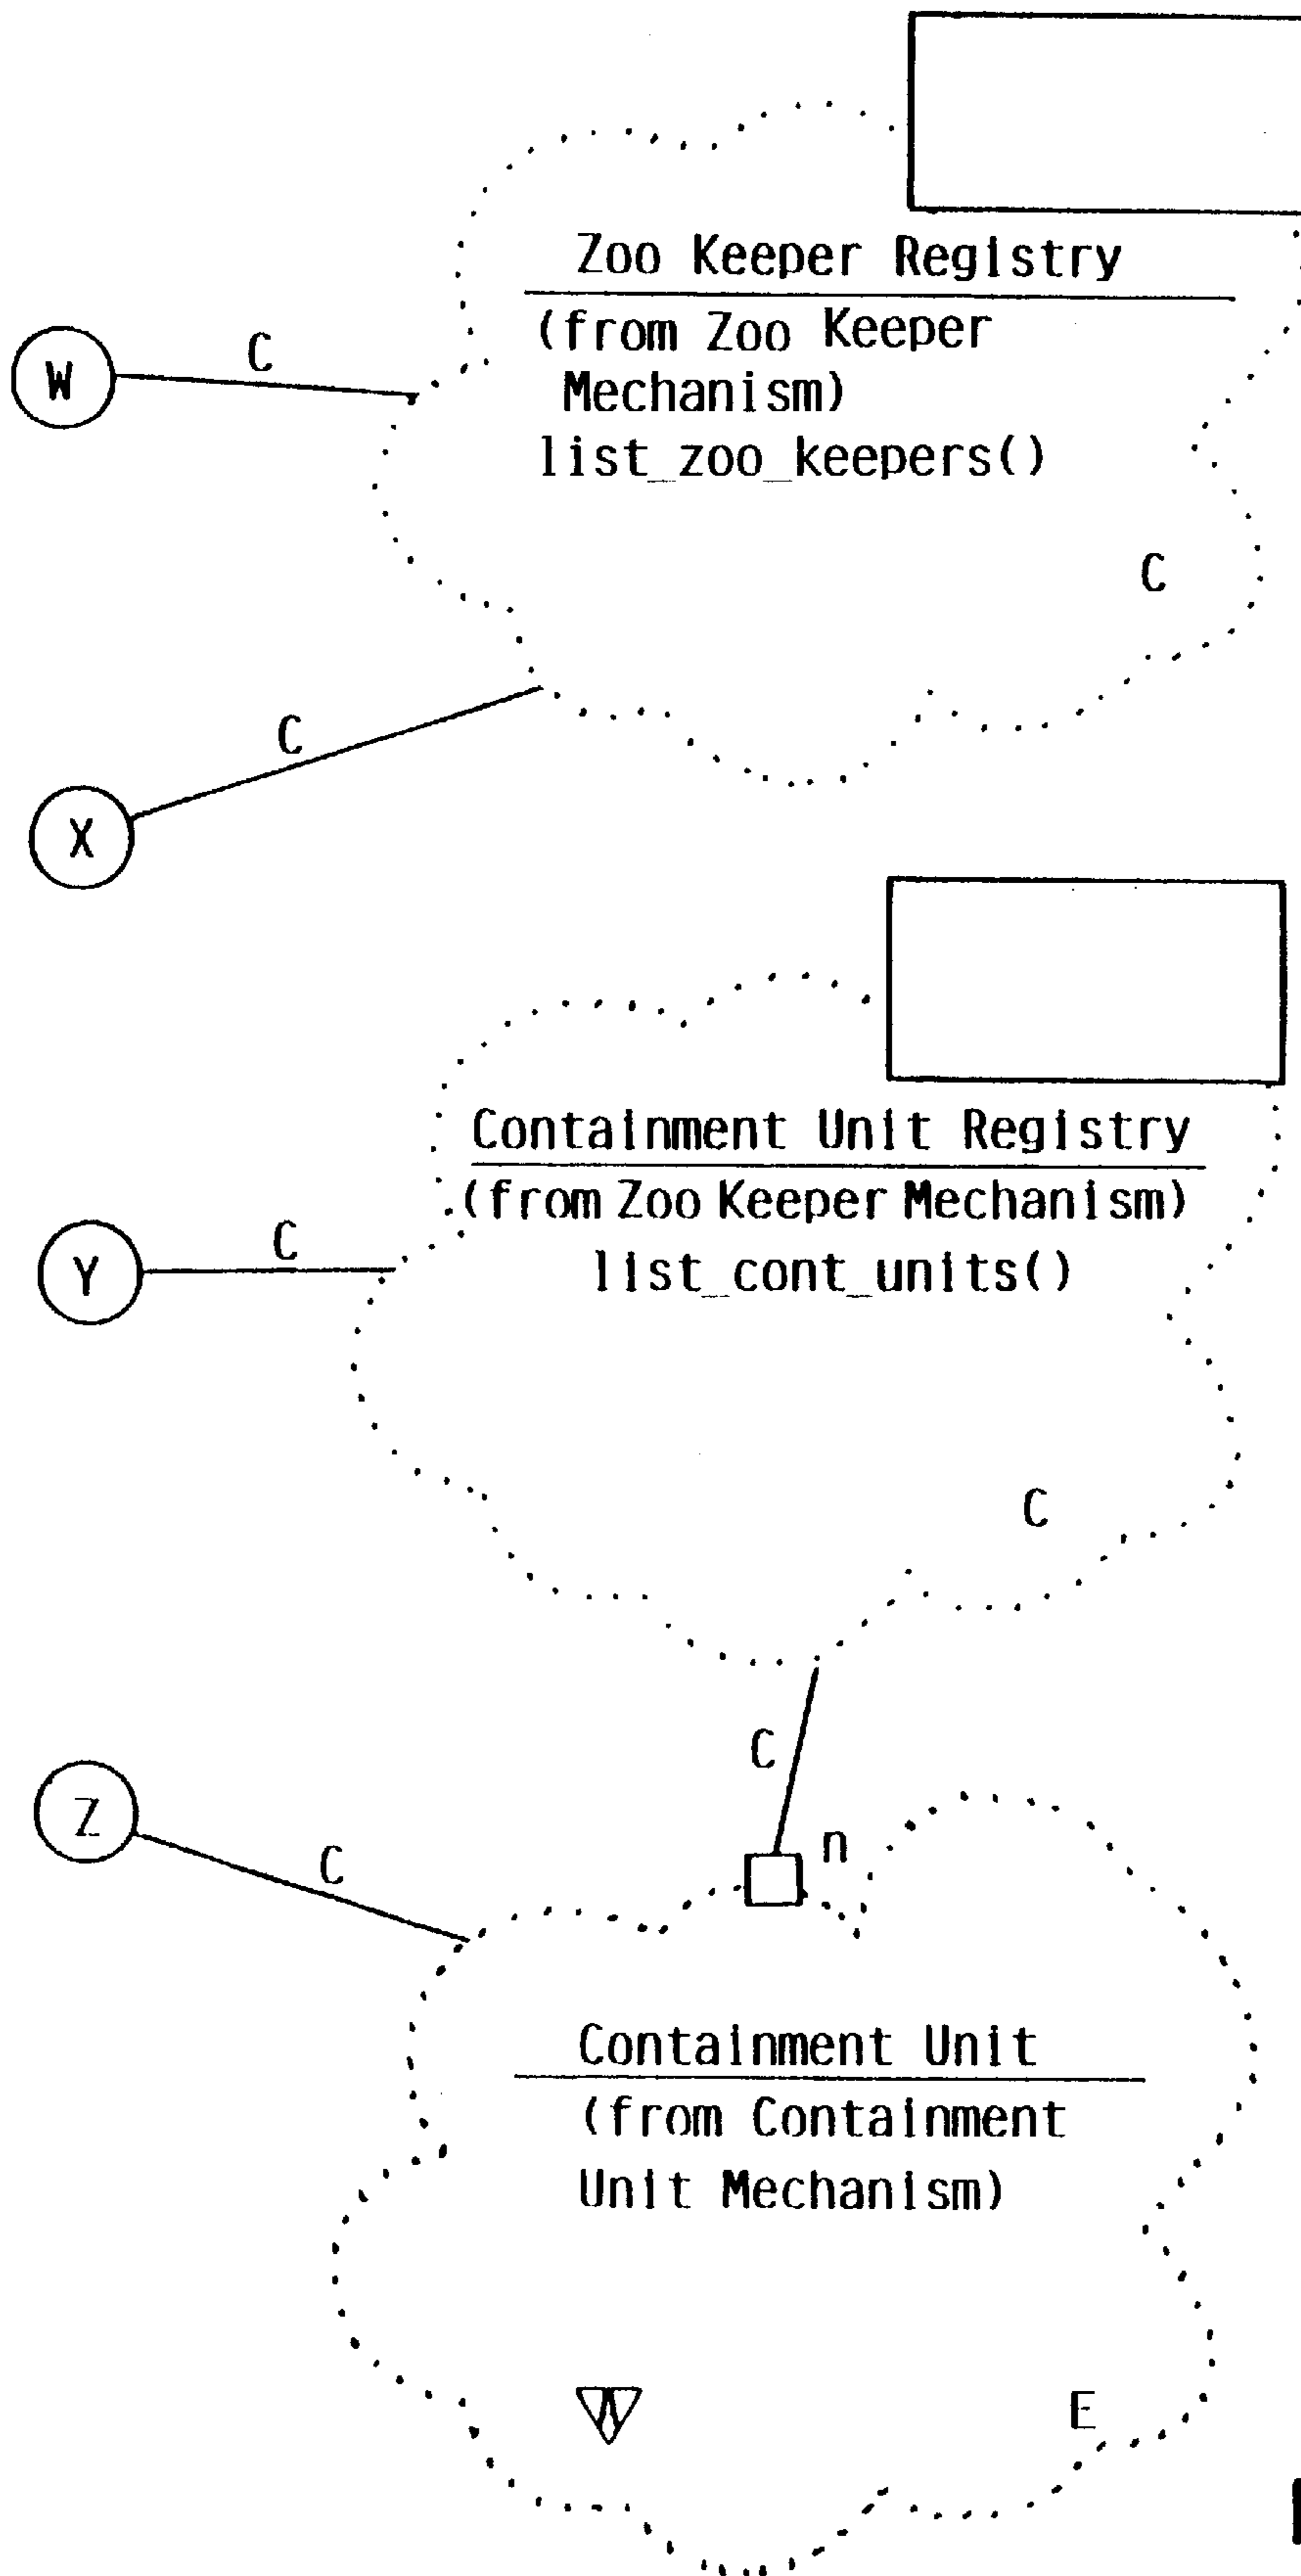 Zoo Keeper Registry
(from Zoo Keeper
Mechanism)
list_zoo_keepers()
W
C
C
C
X
Containment Unit Registry
(from Zoo Keeper Mechanism)
list_cont_units()
Y
C
C
C
n
Z
C
Containment Unit
(from Containment
Unit Mechanism)
E